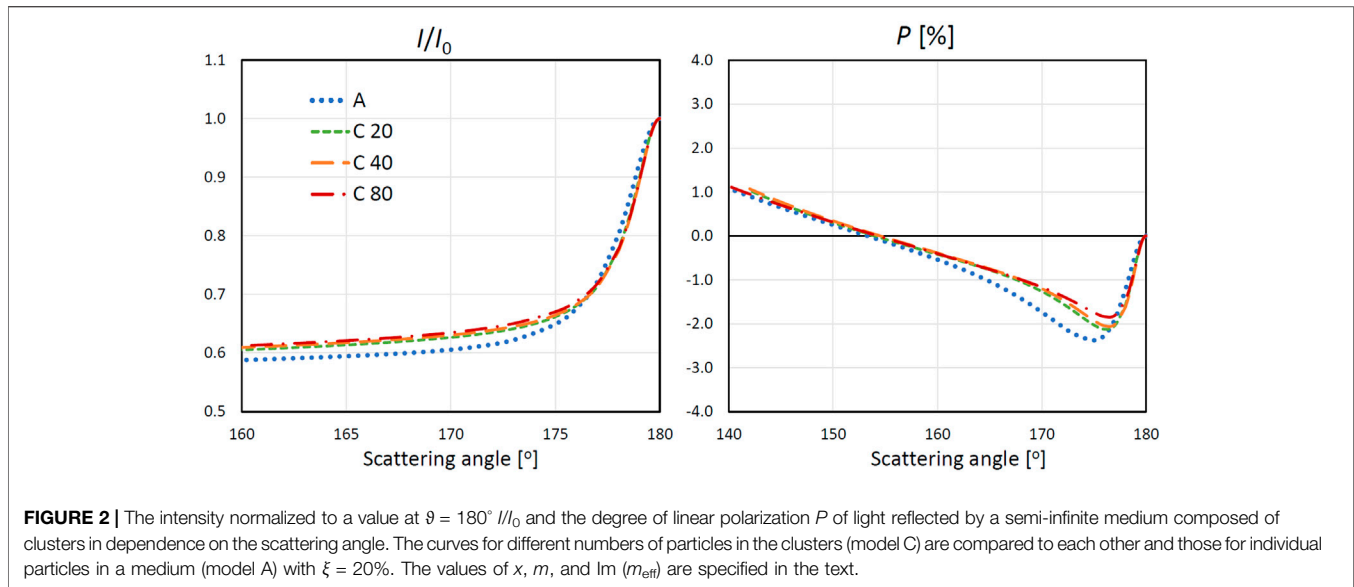 I/I0
1.1
1.0
0.9
0.8
0.7
0.6
0.5
A
C 20
C 40
C 80
160
165
170
175
180
Scattering angle [o]
P [%]
4.0
3.0
2.0
1.0
0.0
-1.0
-2.0
-3.0
-4.0
140
150
160
170
180
Scattering angle [o]
FIGURE 2 | The intensity normalized to a value at ϑ = 180° I/I0 and the degree of linear polarization P of light reflected by a semi-infinite medium composed of
clusters in dependence on the scattering angle. The curves for different numbers of particles in the clusters (model C) are compared to each other and those for individual
particles in a medium (model A) with ξ = 20%. The values of x, m, and Im (meff) are specified in the text.